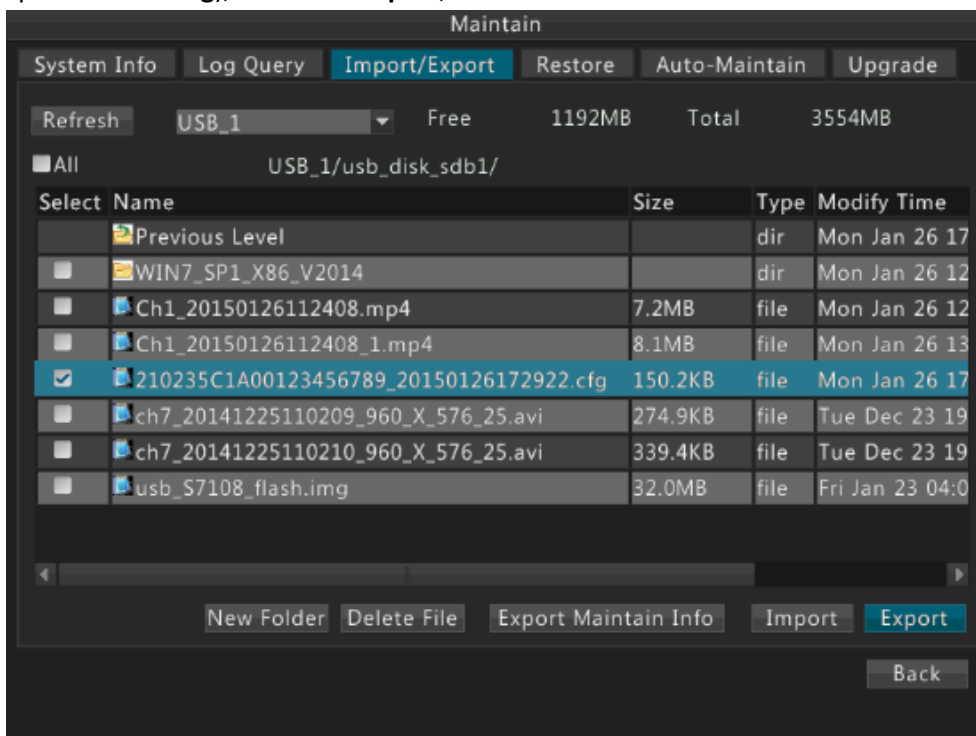 Maintain
System Info Log Query Import/Export Restore Auto-Maintain Upgrade
Refresh USB_1 Free 1192MB Total 3554MB
All USB_1/usb_disk_sdb1/
Select Name Size Type Modify Time
Previous Level dir Mon Jan 26 17
WIN7_SP1_X86_V2014 dir Mon Jan 26 12
Ch1_20150126112408.mp4 7.2MB file Mon Jan 26 12
Ch1_20150126112408_1.mp4 8.1MB file Mon Jan 26 13
210235C1A00123456789_20150126172922.cfg 150.2KB file Mon Jan 26 17
ch7_20141225110209_960_X_576_25.avi 274.9KB file Tue Dec 23 19
ch7_20141225110210_960_X_576_25.avi 339.4KB file Tue Dec 23 19
usb_S7108_flash.img 32.0MB file Fri Jan 23 04:0
New Folder Delete File Export Maintain Info Import Export
Back